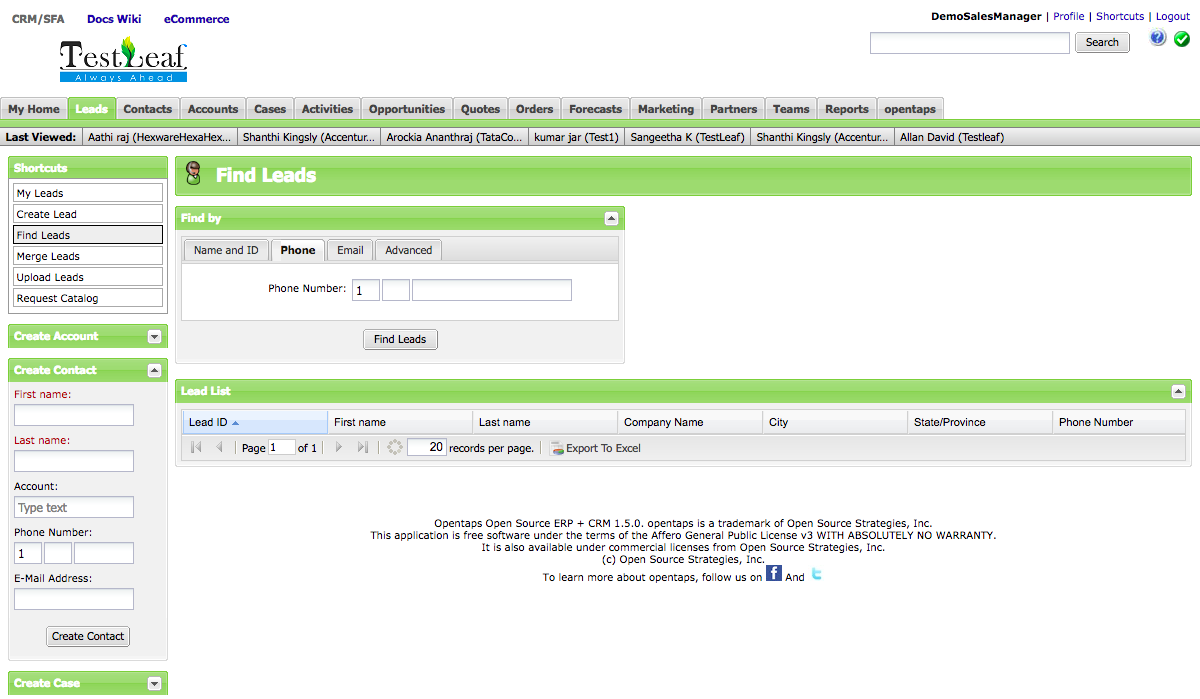 CRM/SFA Docs Wiki eCommerce
DemoSalesManager | Profile | Shortcuts | Logout
TestLeaf
Always Ahead
Search
?
My Home Leads Contacts Accounts Cases Activities Opportunities Quotes Orders Forecasts Marketing Partners Teams Reports opentaps
Last Viewed: Aathi raj (HexwareHexaHex... Shanthi Kingsly (Accentur... Arockia Ananthraj (TataCo... kumar jar (Test1) Sangeetha K (TestLeaf) Shanthi Kingsly (Accentur... Allan David (Testleaf)
Shortcuts
My Leads
Create Lead
Find Leads
Merge Leads
Upload Leads
Request Catalog
Create Account
Create Contact
First name:
Last name:
Account:
Type text
Phone Number:
1
E-Mail Address:
Create Contact
Create Case
Find Leads
Find by
Name and ID Phone Email Advanced
Phone Number: 1
Find Leads
Lead List
Lead ID First name Last name Company Name City State/Province Phone Number
Page 1 of 1 20 records per page. Export To Excel
Opentaps Open Source ERP + CRM 1.5.0. opentaps is a trademark of Open Source Strategies, Inc.
This application is free software under the terms of the Affero General Public License v3 WITH ABSOLUTELY NO WARRANTY.
It is also available under commercial licenses from Open Source Strategies, Inc.
(c) Open Source Strategies, Inc.
To learn more about opentaps, follow us on f And t